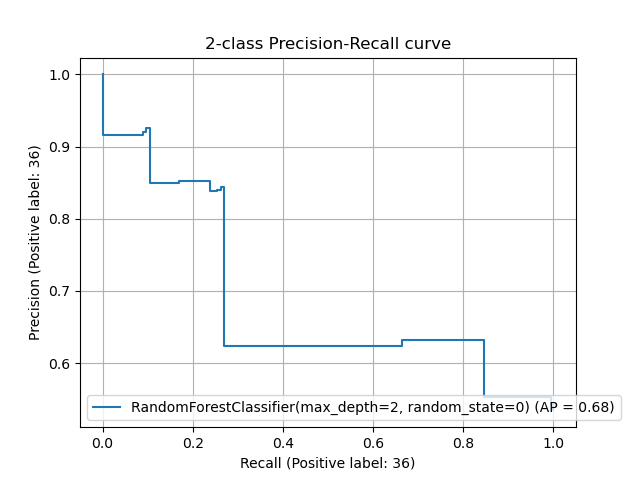 2-class Precision-Recall curve
1.0
0.9
0.8
0.7
0.6
Precision (Positive label: 36)
RandomForestClassifier(max_depth=2, random_state=0) (AP = 0.68)
0.0 0.2 0.4 0.6 0.8 1.0
Recall (Positive label: 36)